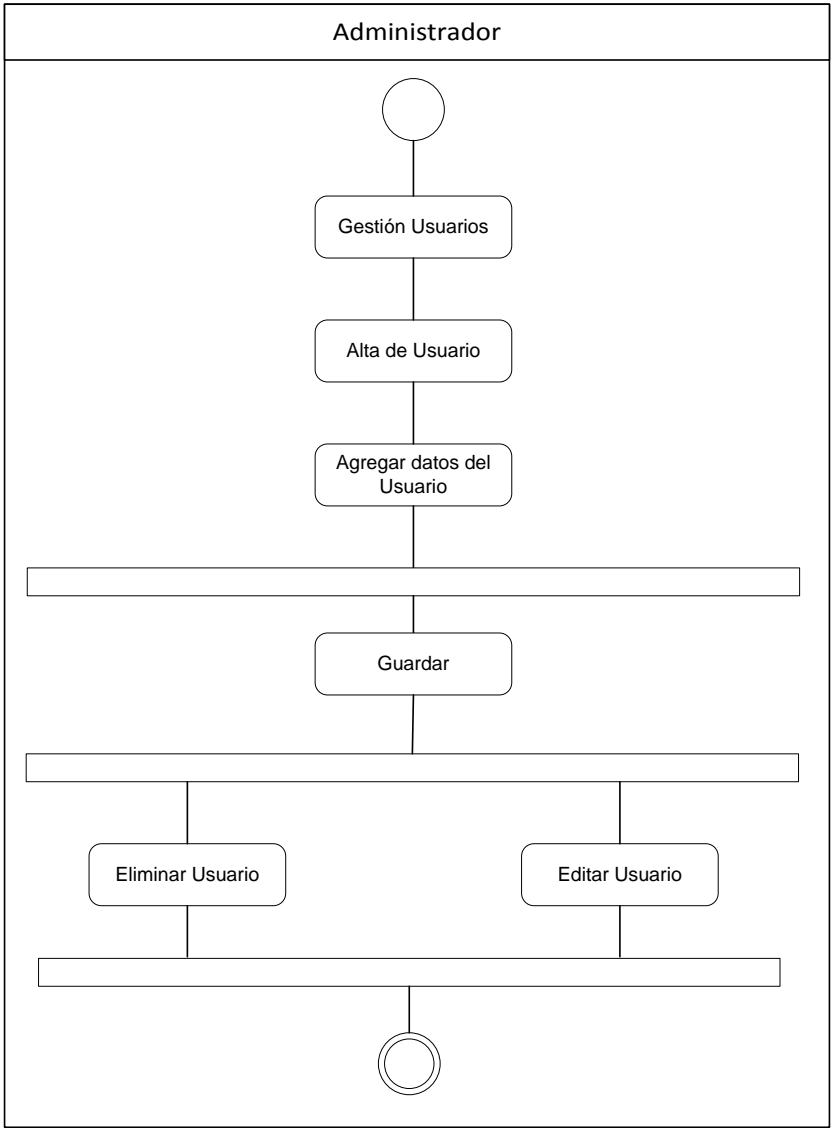 Administrador
Gestión Usuarios
Alta de Usuario
Agregar datos del
Usuario
Guardar
Eliminar Usuario
Editar Usuario